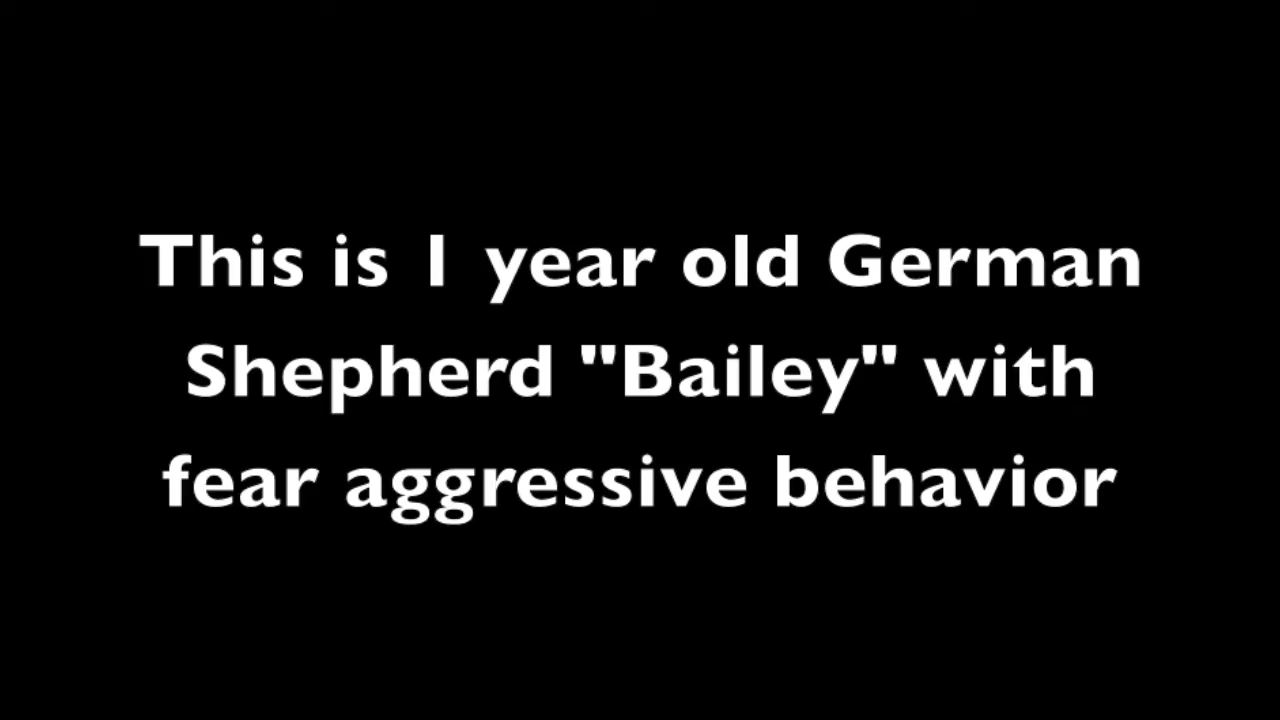 This is 1 year old German
Shepherd "Bailey" with
fear aggressive behavior